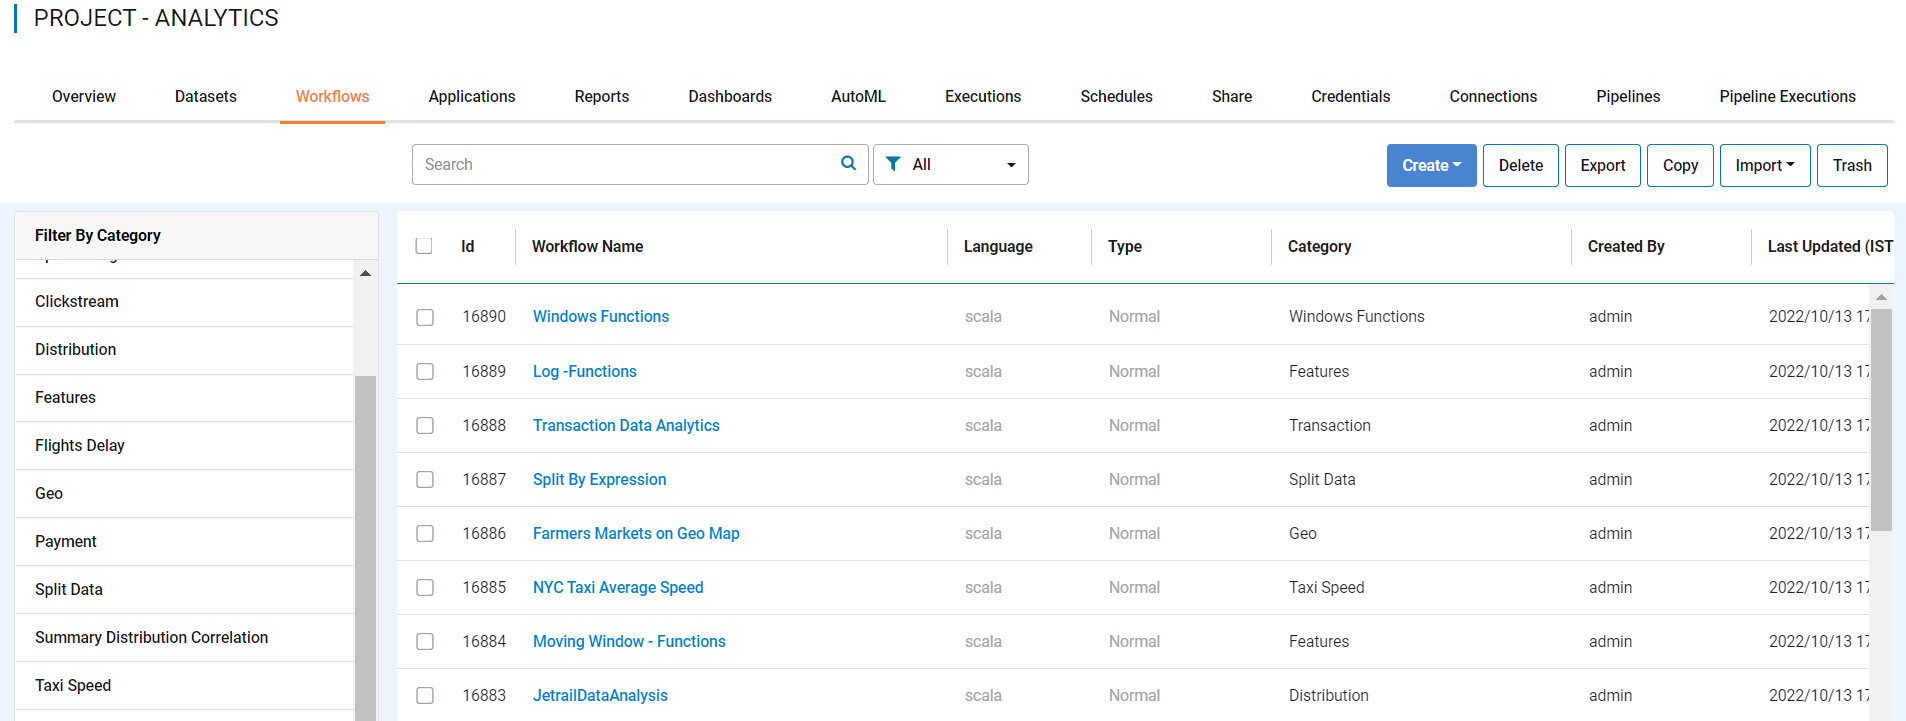 PROJECT - ANALYTICS
Overview Datasets Workflows Applications Reports Dashboards AutoML Executions Schedules Share Credentials Connections Pipelines Pipeline Executions
Search All Create Delete Export Copy Import Trash
Filter By Category
Clickstream
Distribution
Features
Flights Delay
Geo
Payment
Split Data
Summary Distribution Correlation
Taxi Speed
Id Workflow Name Language Type Category Created By Last Updated (IST
16890 Windows Functions scala Normal Windows Functions admin 2022/10/13 17
16889 Log -Functions scala Normal Features admin 2022/10/13 17
16888 Transaction Data Analytics scala Normal Transaction admin 2022/10/13 17
16887 Split By Expression scala Normal Split Data admin 2022/10/13 17
16886 Farmers Markets on Geo Map scala Normal Geo admin 2022/10/13 17
16885 NYC Taxi Average Speed scala Normal Taxi Speed admin 2022/10/13 17
16884 Moving Window - Functions scala Normal Features admin 2022/10/13 17
16883 JetrailDataAnalysis scala Normal Distribution admin 2022/10/13 17